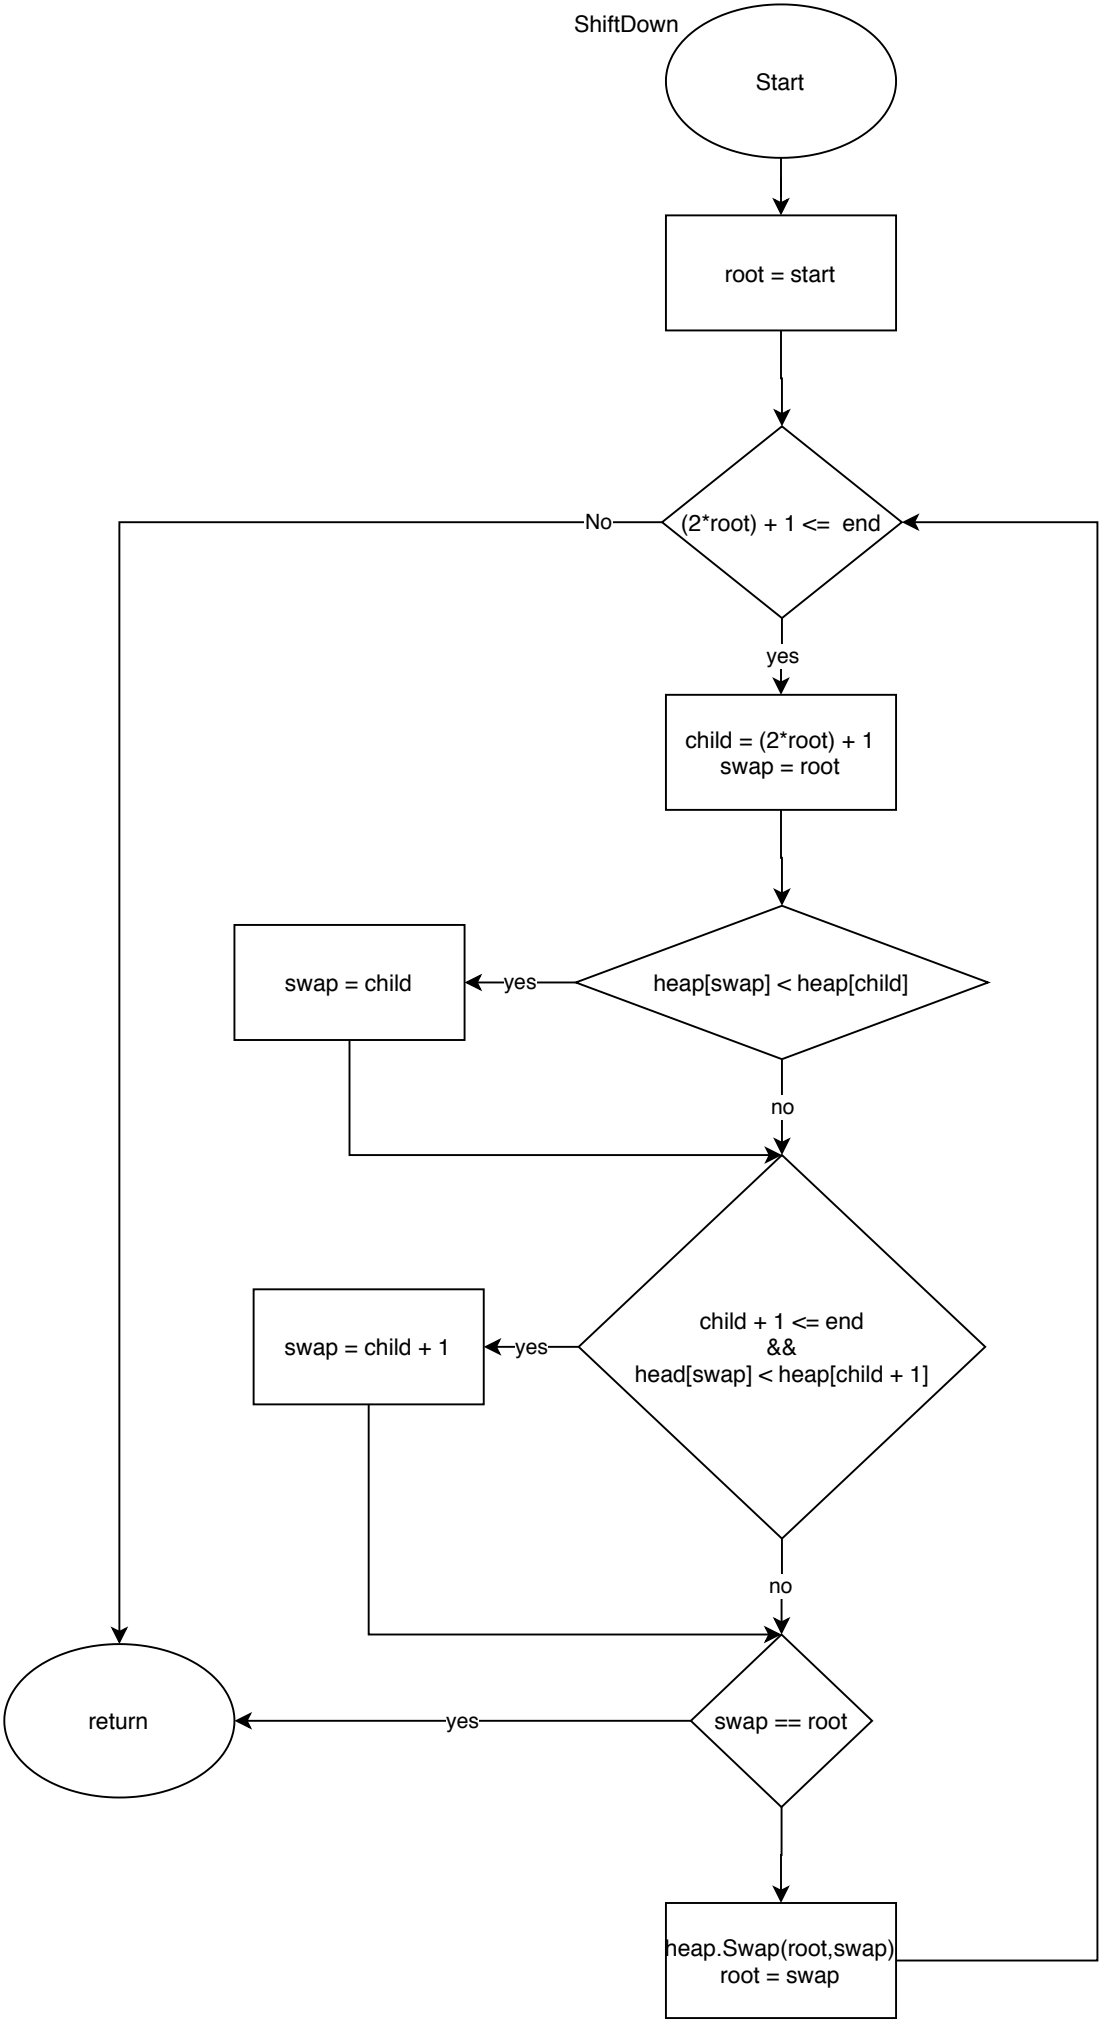 ShiftDown
Start
root = start
(2*root) + 1 <= end
No
yes
child = (2*root) + 1
swap = root
heap[swap] < heap[child]
yes
swap = child
no
child + 1 <= end
&&
head[swap] < heap[child + 1]
yes
swap = child + 1
no
swap == root
yes
return
heap.Swap(root,swap)
root = swap